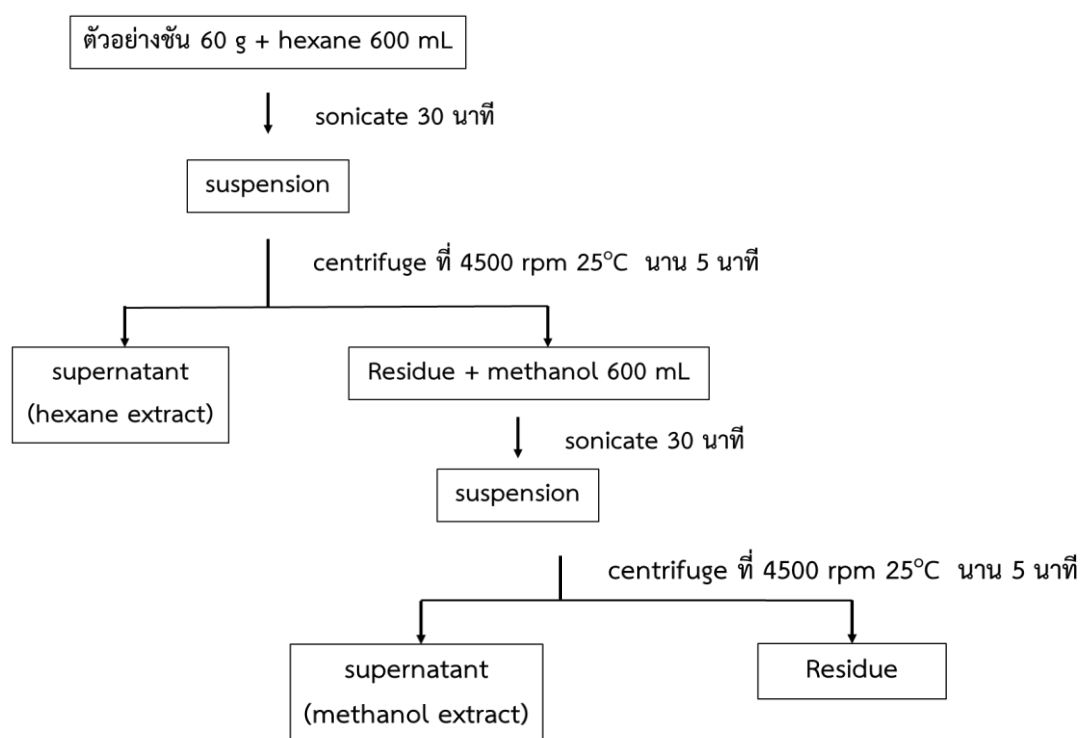 ตัวอย่างชัน 60 g + hexane 600 mL
sonicate 30 นาที
suspension
centrifuge ที่ 4500 rpm 25°C นาน 5 นาที
supernatant
(hexane extract)
Residue + methanol 600 mL
sonicate 30 นาที
suspension
centrifuge ที่ 4500 rpm 25°C นาน 5 นาที
supernatant
(methanol extract)
Residue